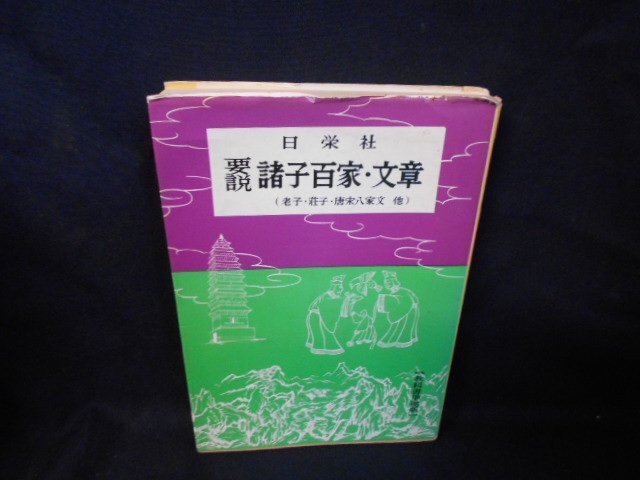 日栄社
要説 諸子百家・文章
（老子・荘子・唐宋八家文 他）